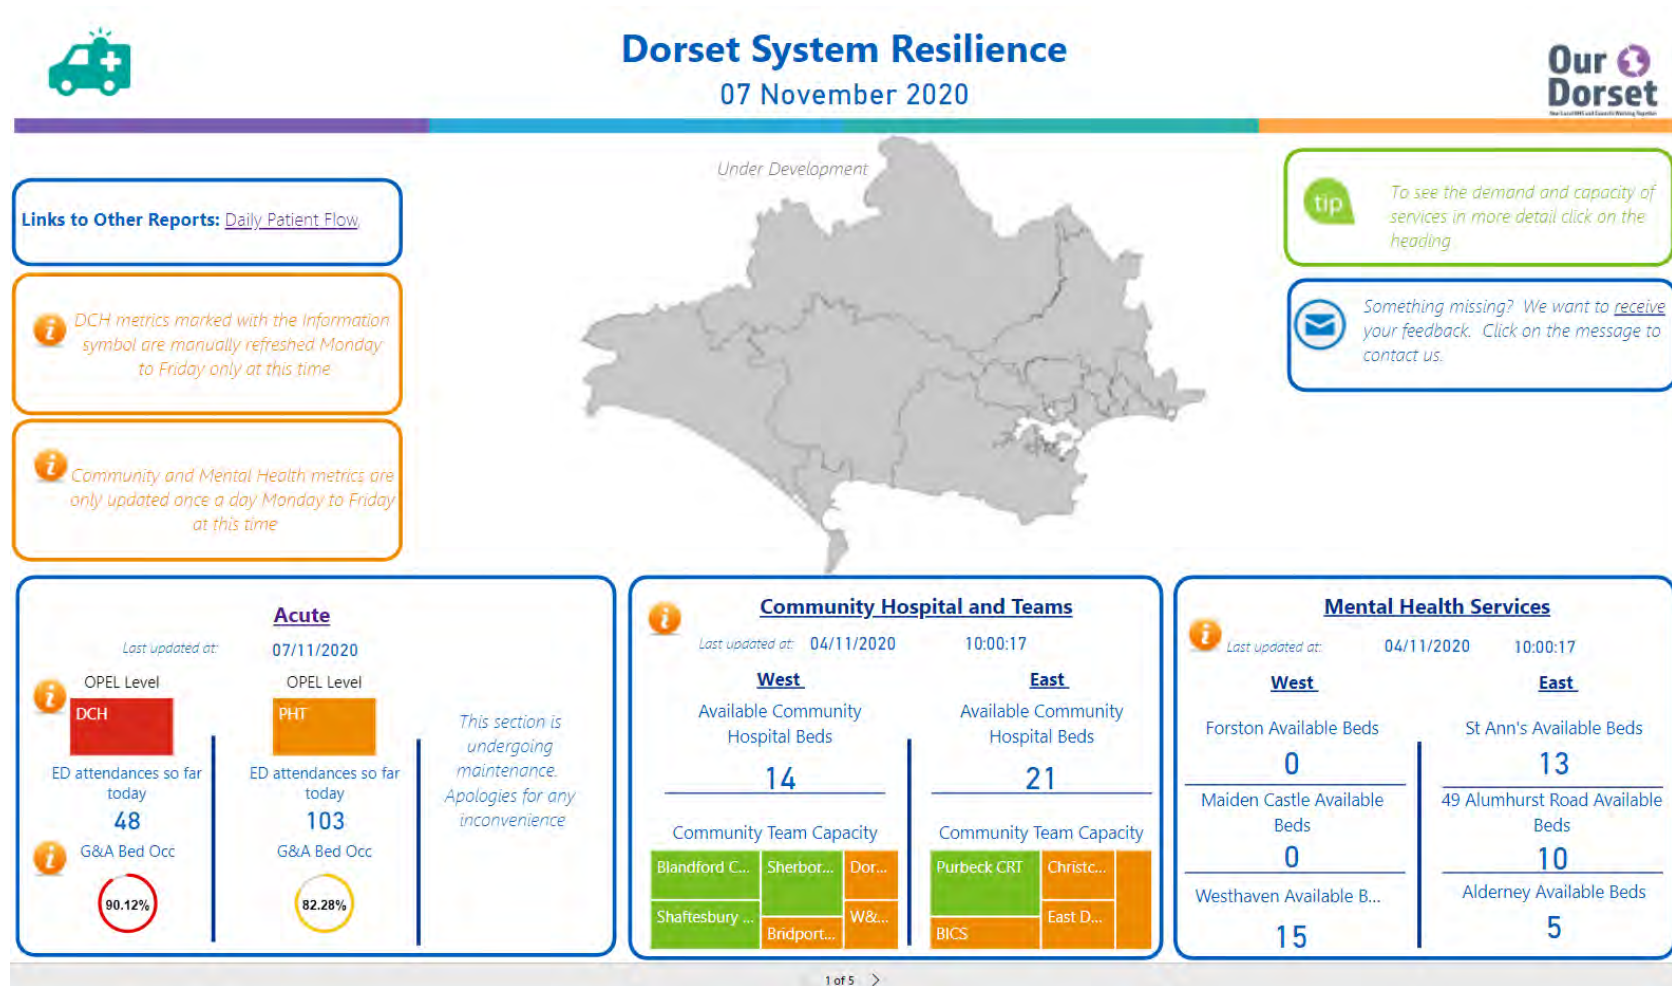 Dorset System Resilience
07 November 2020
Our
Dorset
Under Development
Links to Other Reports: Daily Patient Flow,
DCH metrics marked with the Information
symbol are manually refreshed Monday
to Friday only at this time
Community and Mental Health metrics are
only updated once a day Monday to Friday
at this time
tip
To see the demand and capacity of
services in more detail click on the
heading
Something missing? We want to receive
your feedback. Click on the message to
contact us.
Acute
Last updated at: 07/11/2020
OPEL Level
DCH
ED attendances so far
today
48
G&A Bed Occ
90.12%
OPEL Level
PHT
ED attendances so far
today
103
G&A Bed Occ
82.28%
This section is
undergoing
maintenance.
Apologies for any
inconvenience
Community Hospital and Teams
Last updated at: 04/11/2020 10:00:17
West
Available Community
Hospital Beds
14
Community Team Capacity
Blandford C...
Sherbor...
Dor...
Shaftesbury ...
Bridport...
W&...
East
Available Community
Hospital Beds
21
Community Team Capacity
Purbeck CRT
Christc...
BICS
East D...
Mental Health Services
Last updated at: 04/11/2020 10:00:17
West
Forston Available Beds
0
Maiden Castle Available
Beds
0
Westhaven Available B...
15
East
St Ann's Available Beds
13
49 Alumhurst Road Available
Beds
10
Alderney Available Beds
5
1 of 5